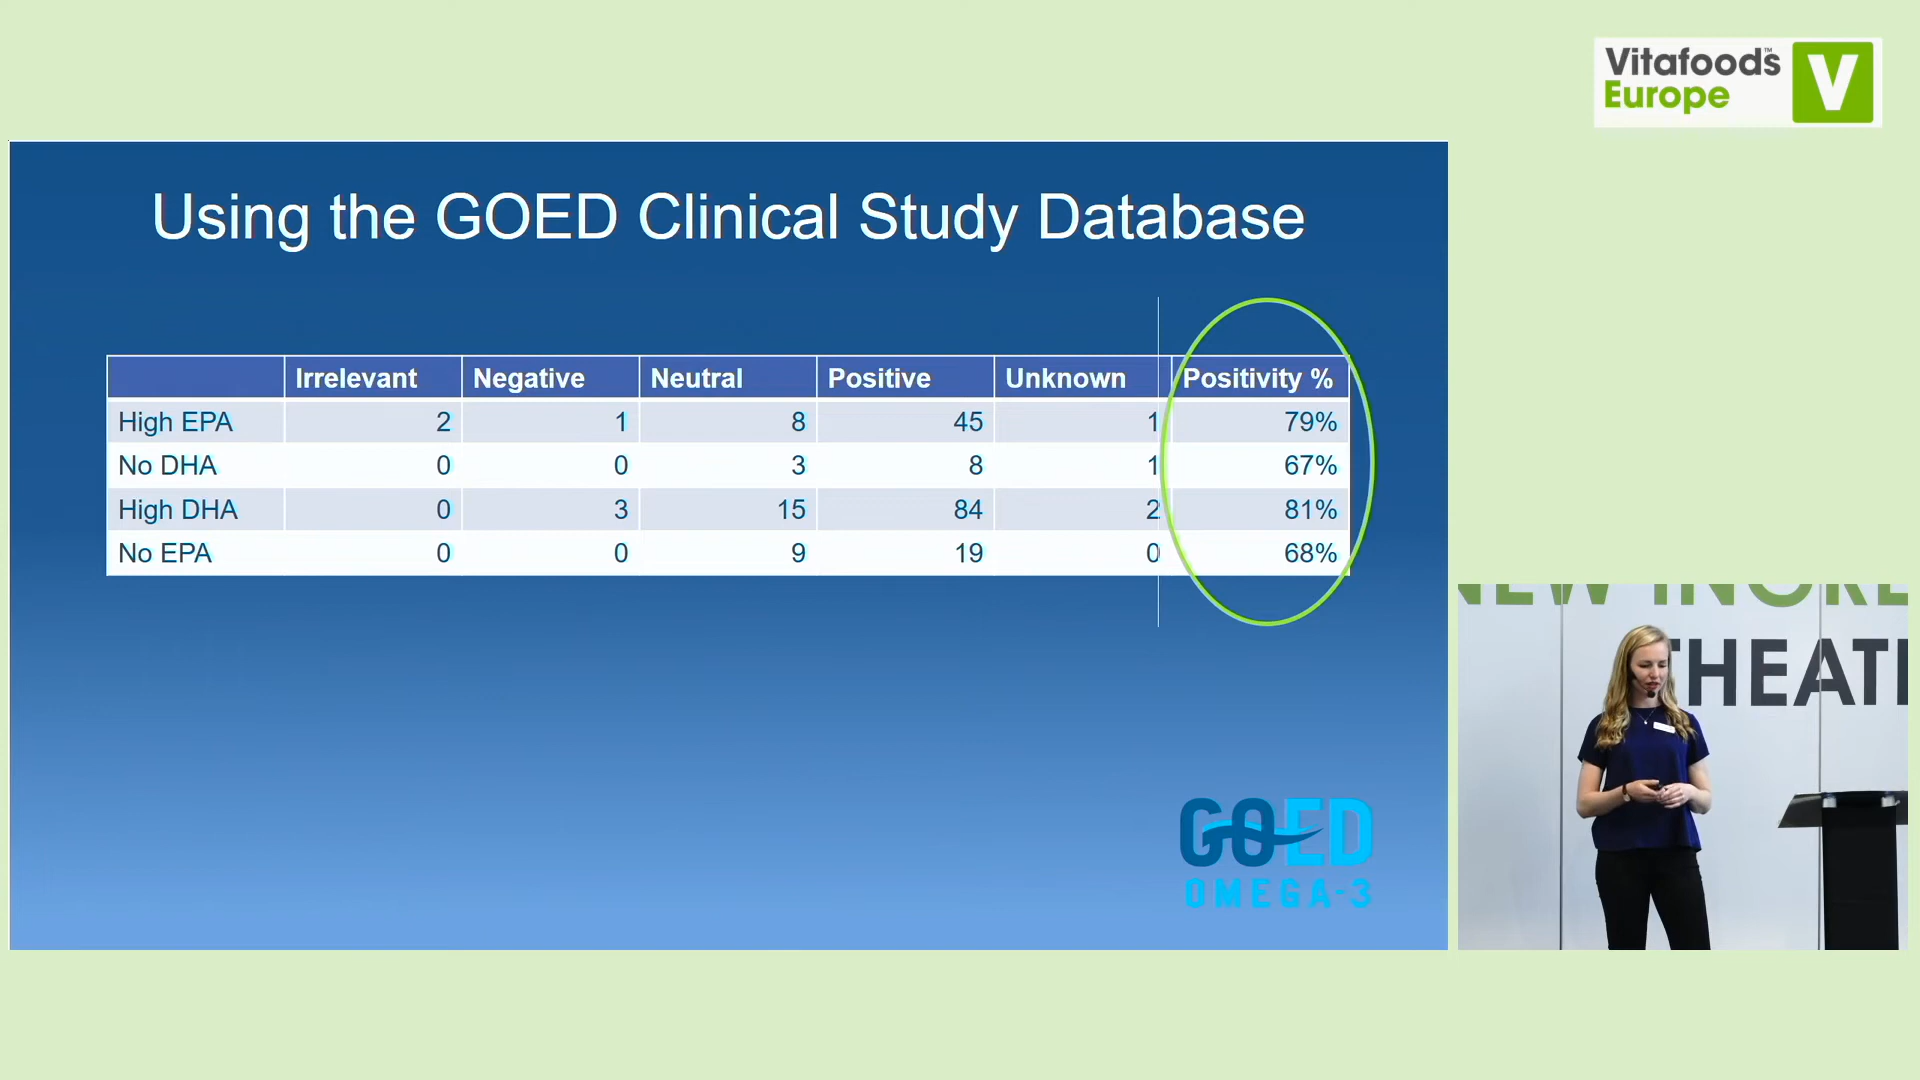 Vitafoods™
Europe
V
Using the GOED Clinical Study Database
Irrelevant Negative Neutral Positive Unknown Positivity %
High EPA 2 1 8 45 1 79%
No DHA 0 0 3 8 1 67%
High DHA 0 3 15 84 2 81%
No EPA 0 0 9 19 0 68%
GOED
OMEGA-3
NEW INGRE
THEAT